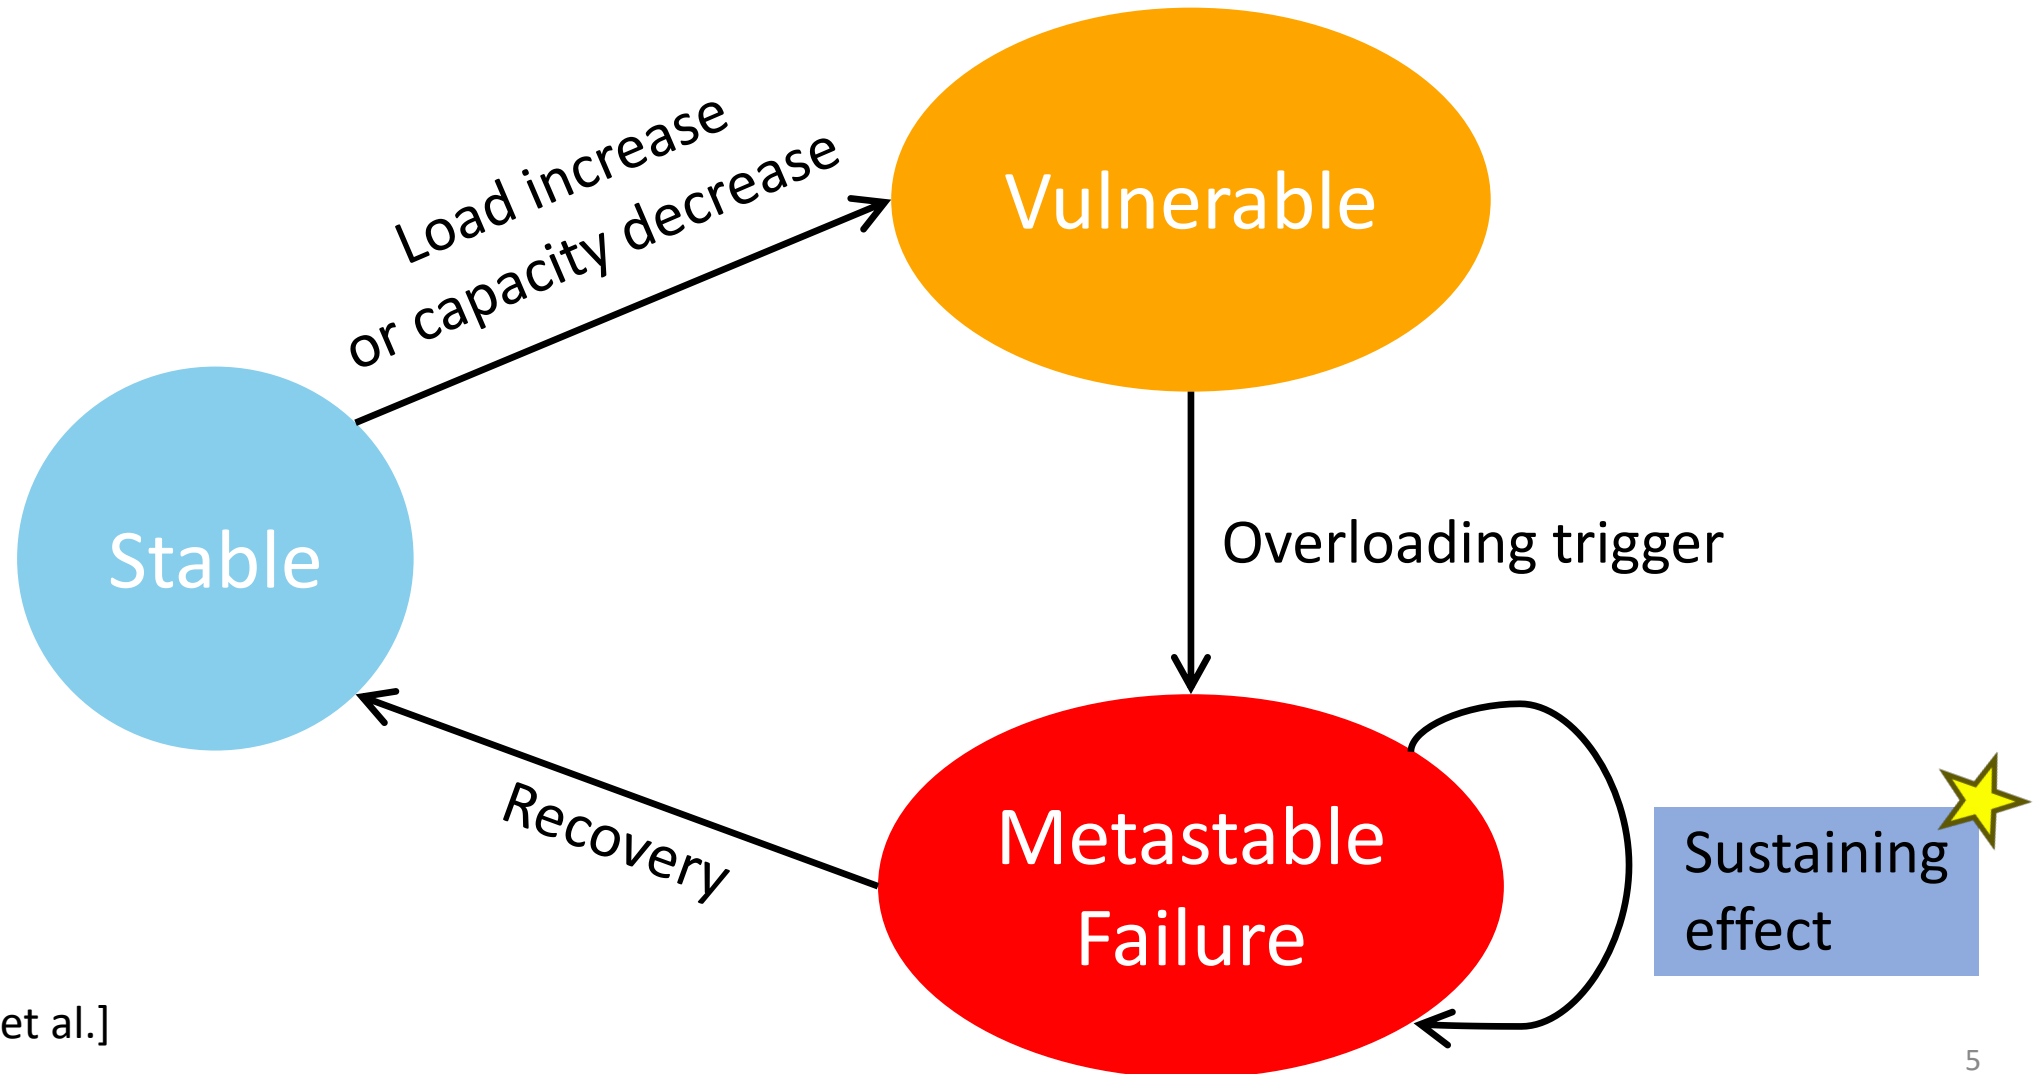 Load increase
or capacity decrease
Vulnerable
Stable
Overloading trigger
Recovery
Metastable
Failure
Sustaining
effect
et al.]
5